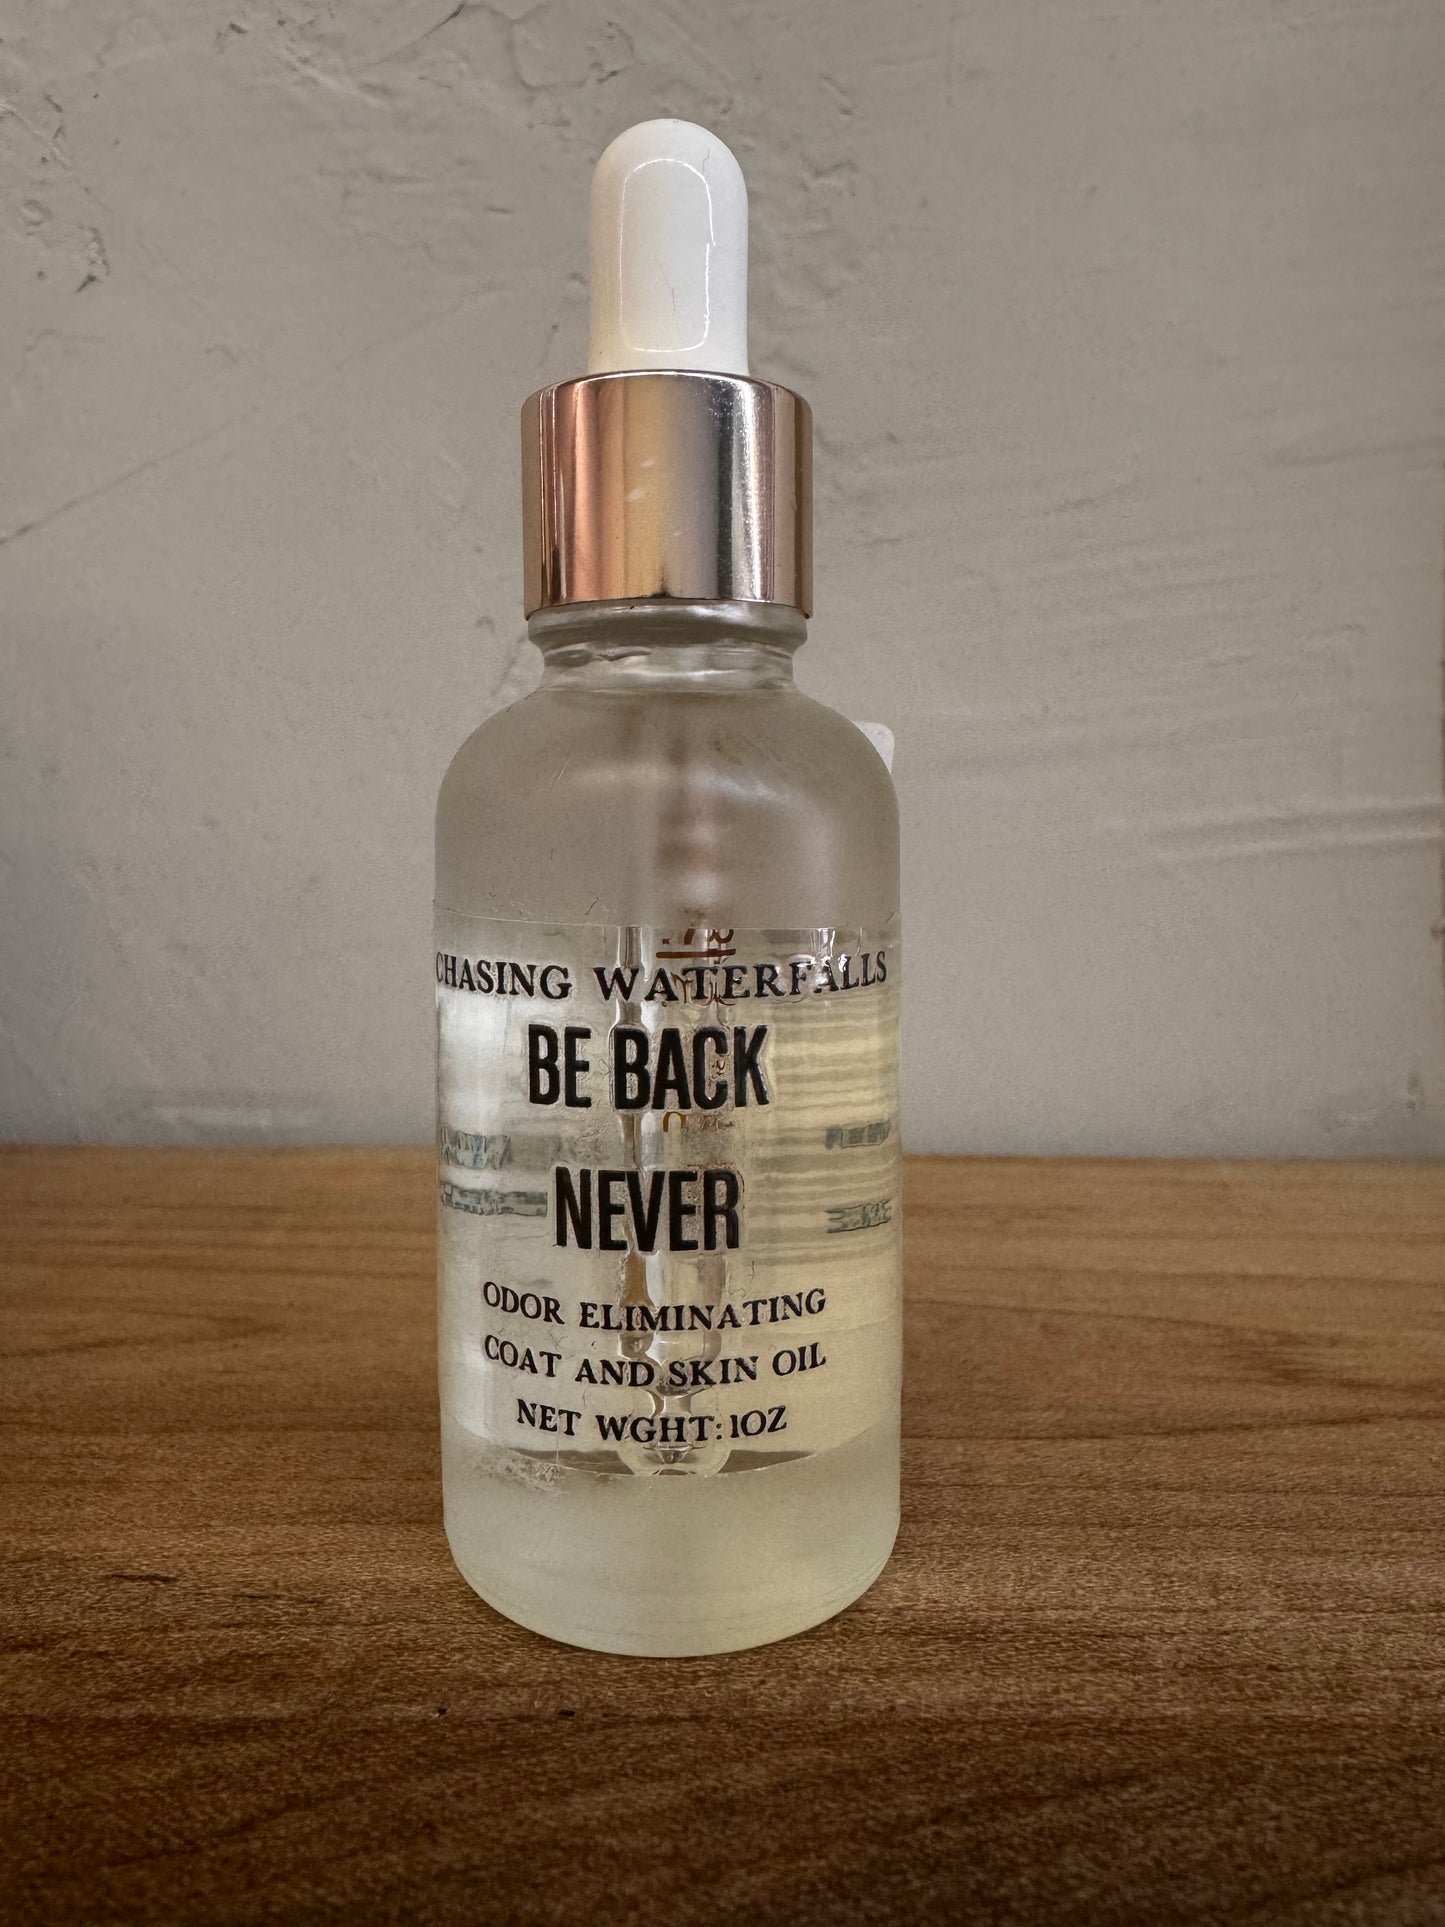 CHASING WATERFALLS
BE BACK
NEVER
ODOR ELIMINATING
COAT AND SKIN OIL
NET WGHT: 1OZ